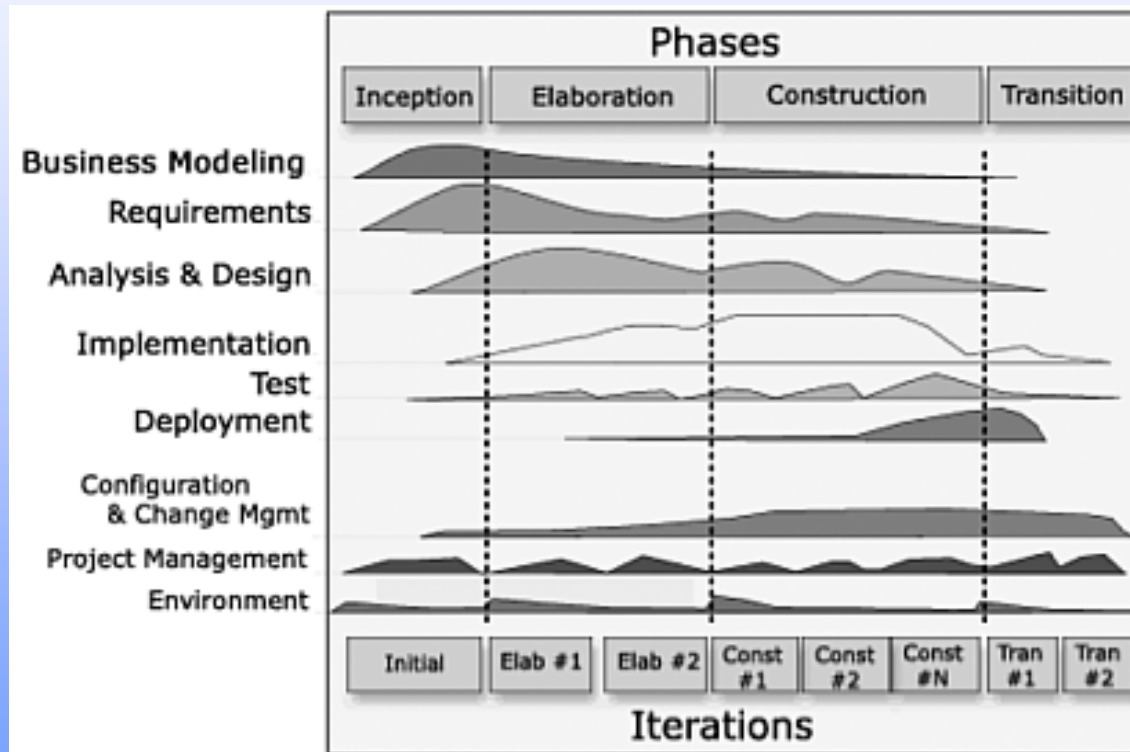 Phases
Inception Elaboration Construction Transition
Business Modeling
Requirements
Analysis & Design
Implementation
Test
Deployment
Configuration
& Change Mgmt
Project Management
Environment
Initial Elab #1 Elab #2 Const #1 Const #2 Const #N Tran #1 Tran #2
Iterations